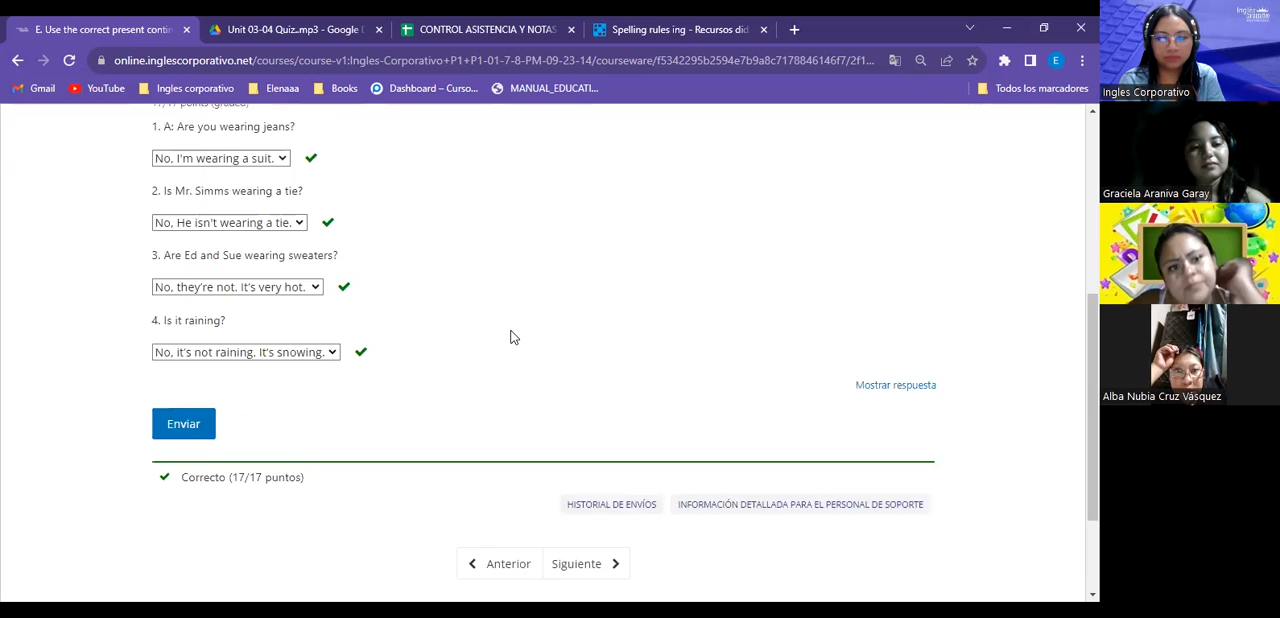 E. Use the correct present contin
Unit 03-04 Quiz.mp3 - Google
CONTROL ASISTENCIA Y NOTAS
Spelling rules ing - Recursos did
online.inglescorporativo.net/courses/course-v1:Ingles-Corporativo+P1+P1-01-7-8-PM-09-23-14/courseware/f5342295b2594e7b9a8c7178846146f7/2f1...
E
Gmail
YouTube
Ingles corporativo
Elenaaa
Books
Dashboard – Curso...
MANUAL_EDUCATI...
Todos los marcadores
17/17 points (graded)
1. A: Are you wearing jeans?
No, I'm wearing a suit.
2. Is Mr. Simms wearing a tie?
No, He isn't wearing a tie.
3. Are Ed and Sue wearing sweaters?
No, they're not. It's very hot.
4. Is it raining?
No, it's not raining. It's snowing.
Mostrar respuesta
Enviar
Correcto (17/17 puntos)
HISTORIAL DE ENVÍOS
INFORMACIÓN DETALLADA PARA EL PERSONAL DE SOPORTE
Anterior
Siguiente
Ingles Corporativo
Graciela Araniva Garay
Alba Nubia Cruz Vásquez